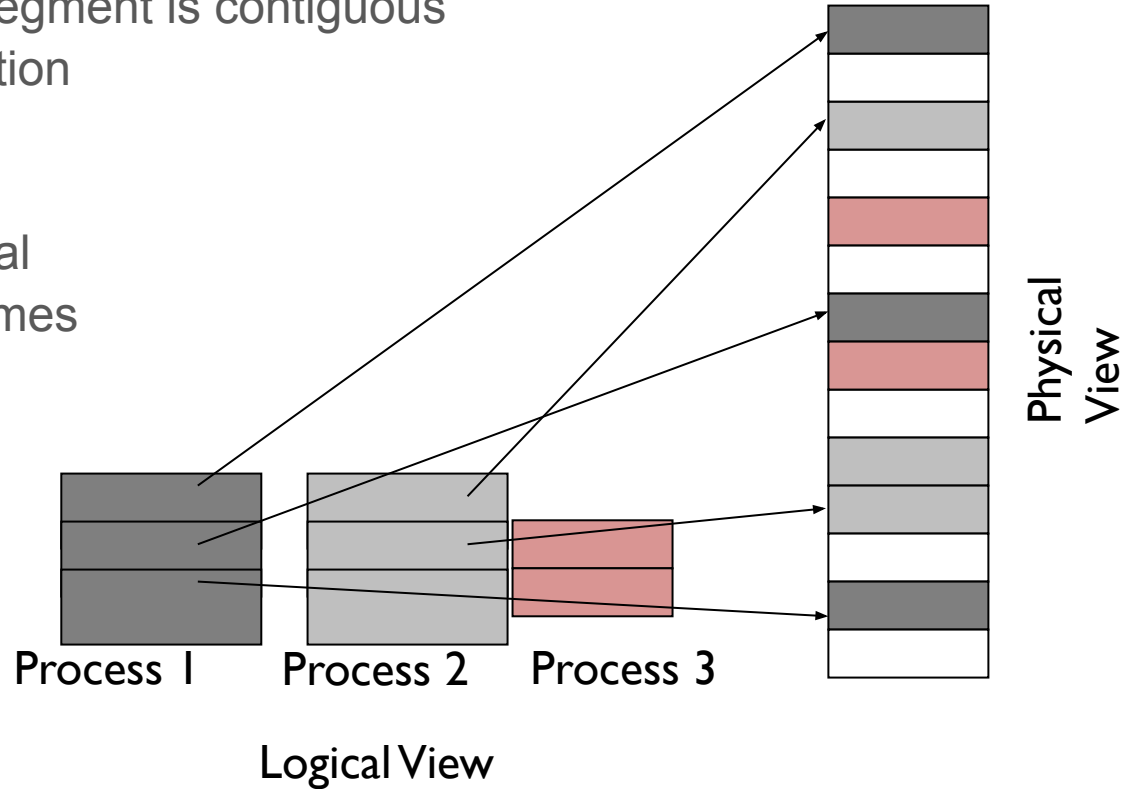 egment is contiguous
tion
al
mes
Physical
View
Process 1
Process 2
Process 3
Logical View